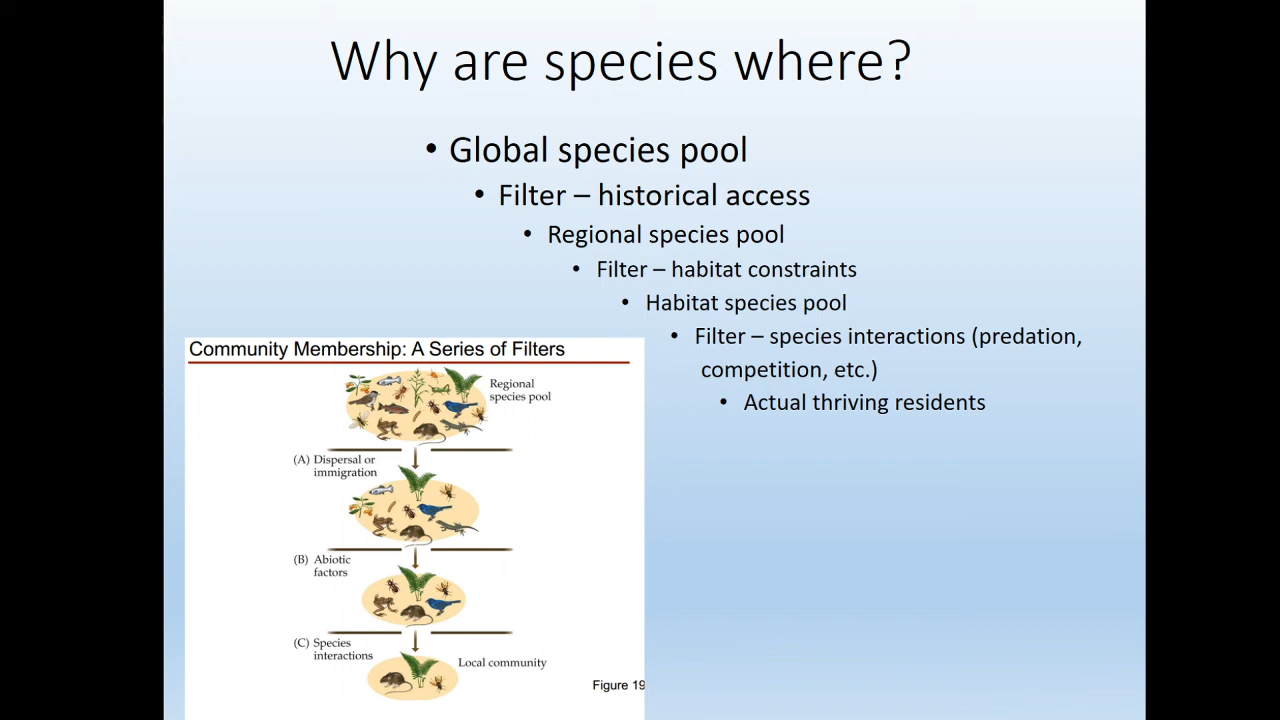 Why are species where?
• Global species pool
• Filter – historical access
• Regional species pool
• Filter – habitat constraints
• Habitat species pool
• Filter – species interactions (predation,
competition, etc.)
• Actual thriving residents
Community Membership: A Series of Filters
Regional
species pool
(A) Dispersal or
immigration
(B) Abiotic
factors
(C) Species
interactions
Local community
Figure 19